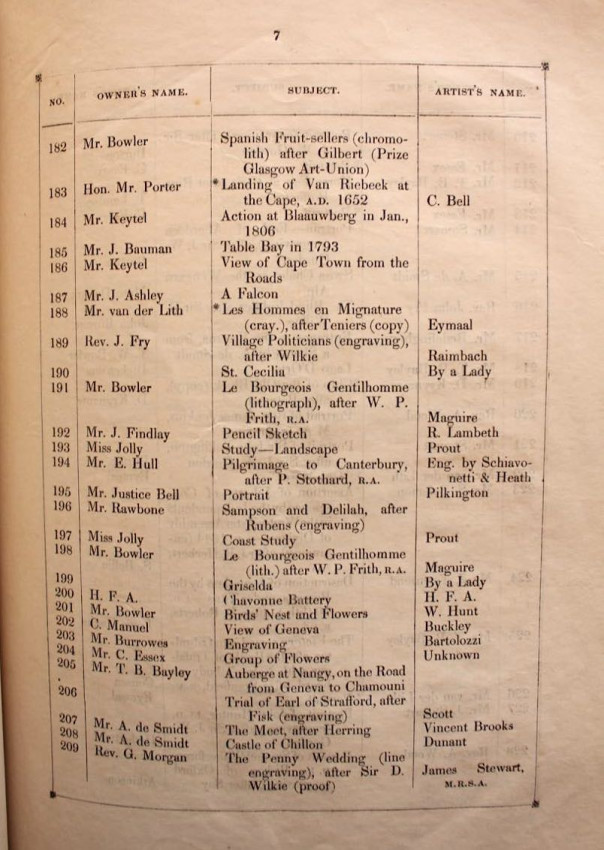 7
NO. OWNER'S NAME. SUBJECT. ARTIST'S NAME.
182 Mr. Bowler Spanish Fruit-sellers (chromo-
lith) after Gilbert (Prize
Glasgow Art-Union)
183 Hon. Mr. Porter *Landing of Van Riebeek at
the Cape, A.D. 1652 C. Bell
184 Mr. Keytel Action at Blaauwberg in Jan.,
1806
185 Mr. J. Bauman Table Bay in 1793
186 Mr. Keytel View of Cape Town from the
Roads
187 Mr. J. Ashley A Falcon
188 Mr. van der Lith *Les Hommes en Mignature
(cray.), after Teniers (copy) Eymaal
189 Rev. J. Fry Village Politicians (engraving),
after Wilkie Raimbach
190 St. Cecilia By a Lady
191 Mr. Bowler Le Bourgeois Gentilhomme
(lithograph), after W. P.
Frith, R.A. Maguire
192 Mr. J. Findlay Pencil Sketch R. Lambeth
193 Miss Jolly Study—Landscape Prout
194 Mr. E. Hull Pilgrimage to Canterbury, Eng. by Schiavo-
after P. Stothard, R.A. netti & Heath
195 Mr. Justice Bell Portrait Pilkington
196 Mr. Rawbone Sampson and Delilah, after
Rubens (engraving)
197 Miss Jolly Coast Study Prout
198 Mr. Bowler Le Bourgeois Gentilhomme
(lith.) after W. P. Frith, R.A. Maguire
199 Griselda By a Lady
200 H. F. A. Chavonne Battery H. F. A.
201 Mr. Bowler Birds' Nest and Flowers W. Hunt
202 C. Manuel View of Geneva Buckley
203 Mr. Burrowes Engraving Bartolozzi
204 Mr. C. Essex Group of Flowers Unknown
205 Mr. T. B. Bayley Auberge at Nangy, on the Road
from Geneva to Chamouni
206 Trial of Earl of Strafford, after
Fisk (engraving) Scott
207 Mr. A. de Smidt The Meet, after Herring Vincent Brooks
208 Mr. A. de Smidt Castle of Chillon Dunant
209 Rev. G. Morgan The Penny Wedding (line
engraving), after Sir D. James Stewart,
Wilkie (proof) M.R.S.A.